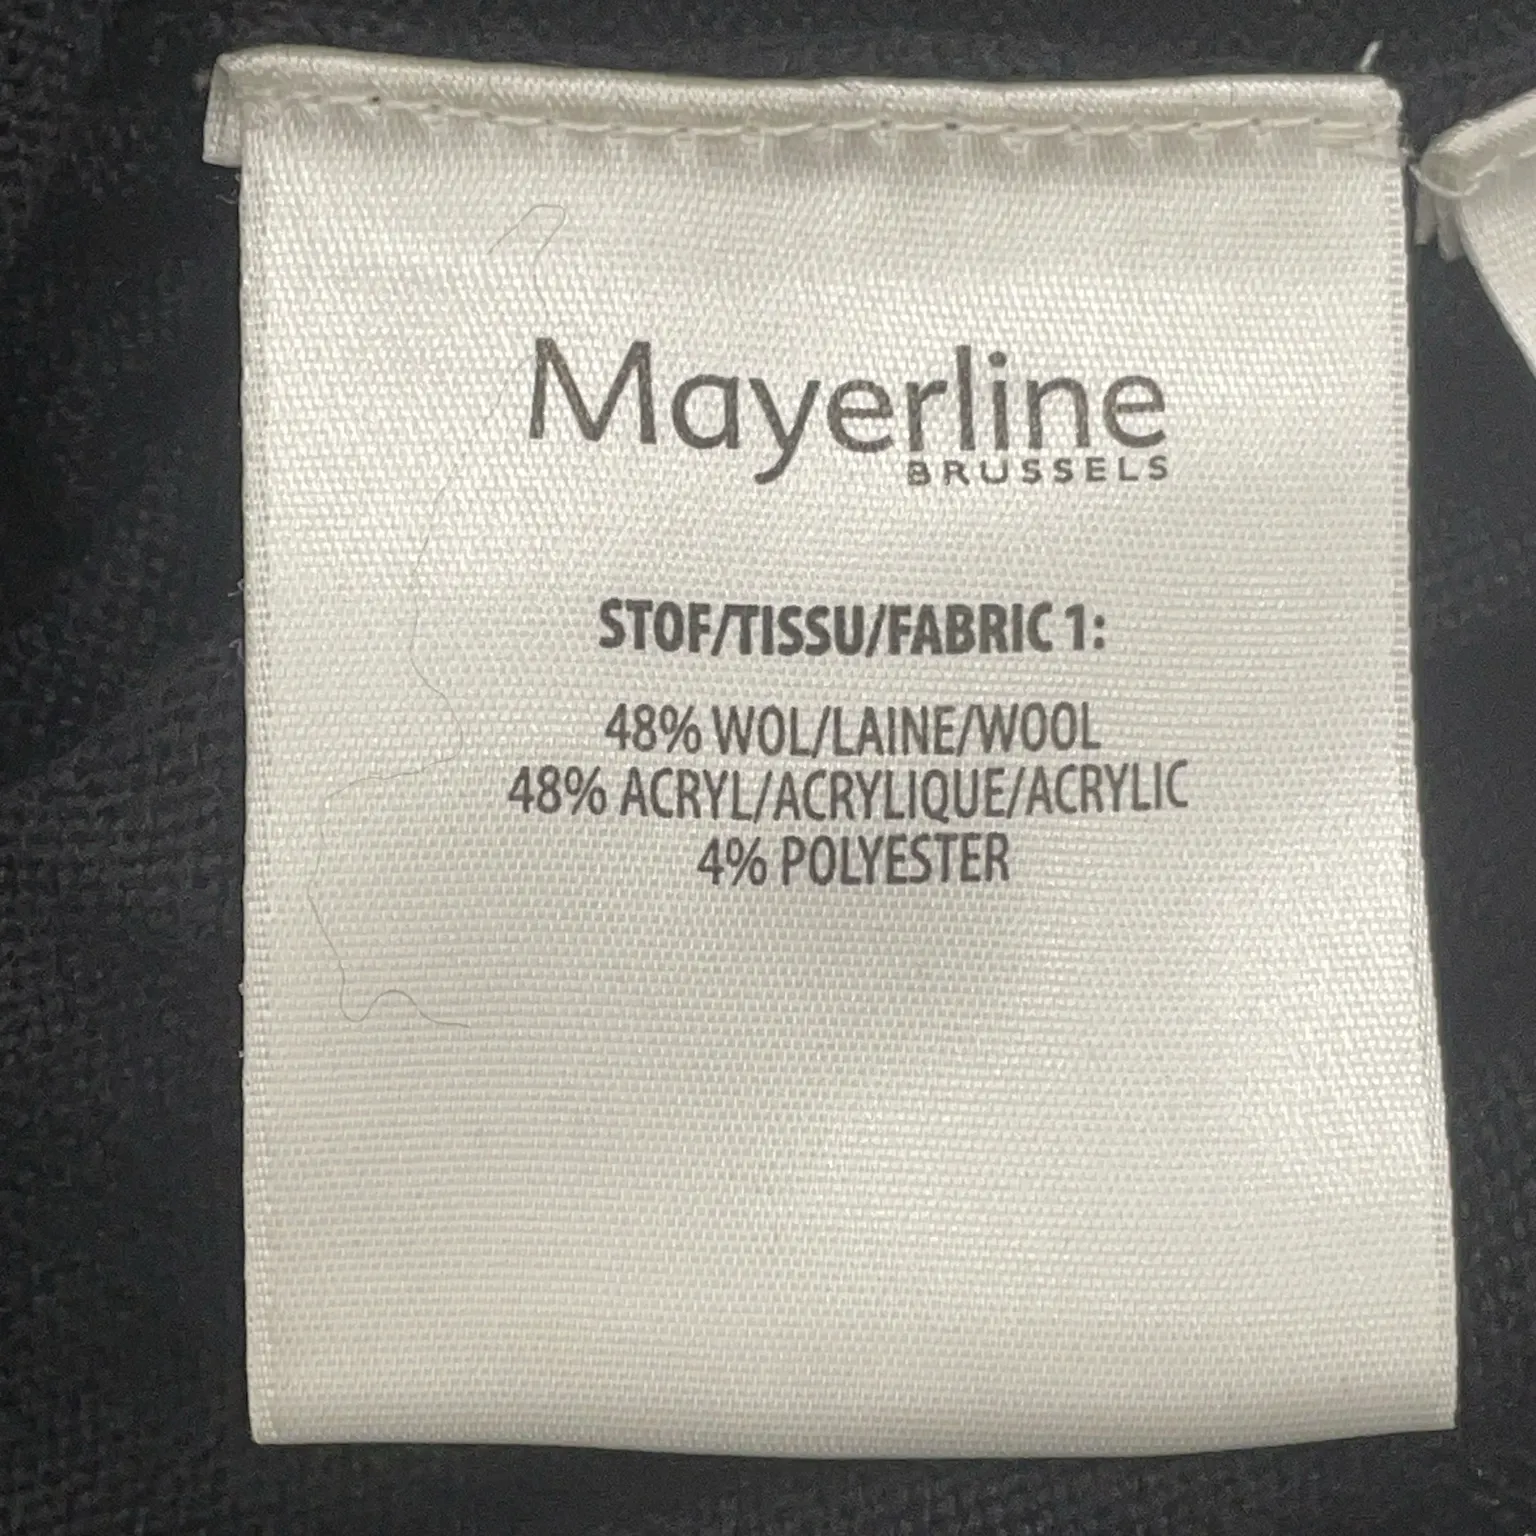 Mayerline
BRUSSELS
STOF/TISSU/FABRIC 1:
48% WOL/LAINE/WOOL
48% ACRYL/ACRYLIQUE/ACRYLIC
4% POLYESTER